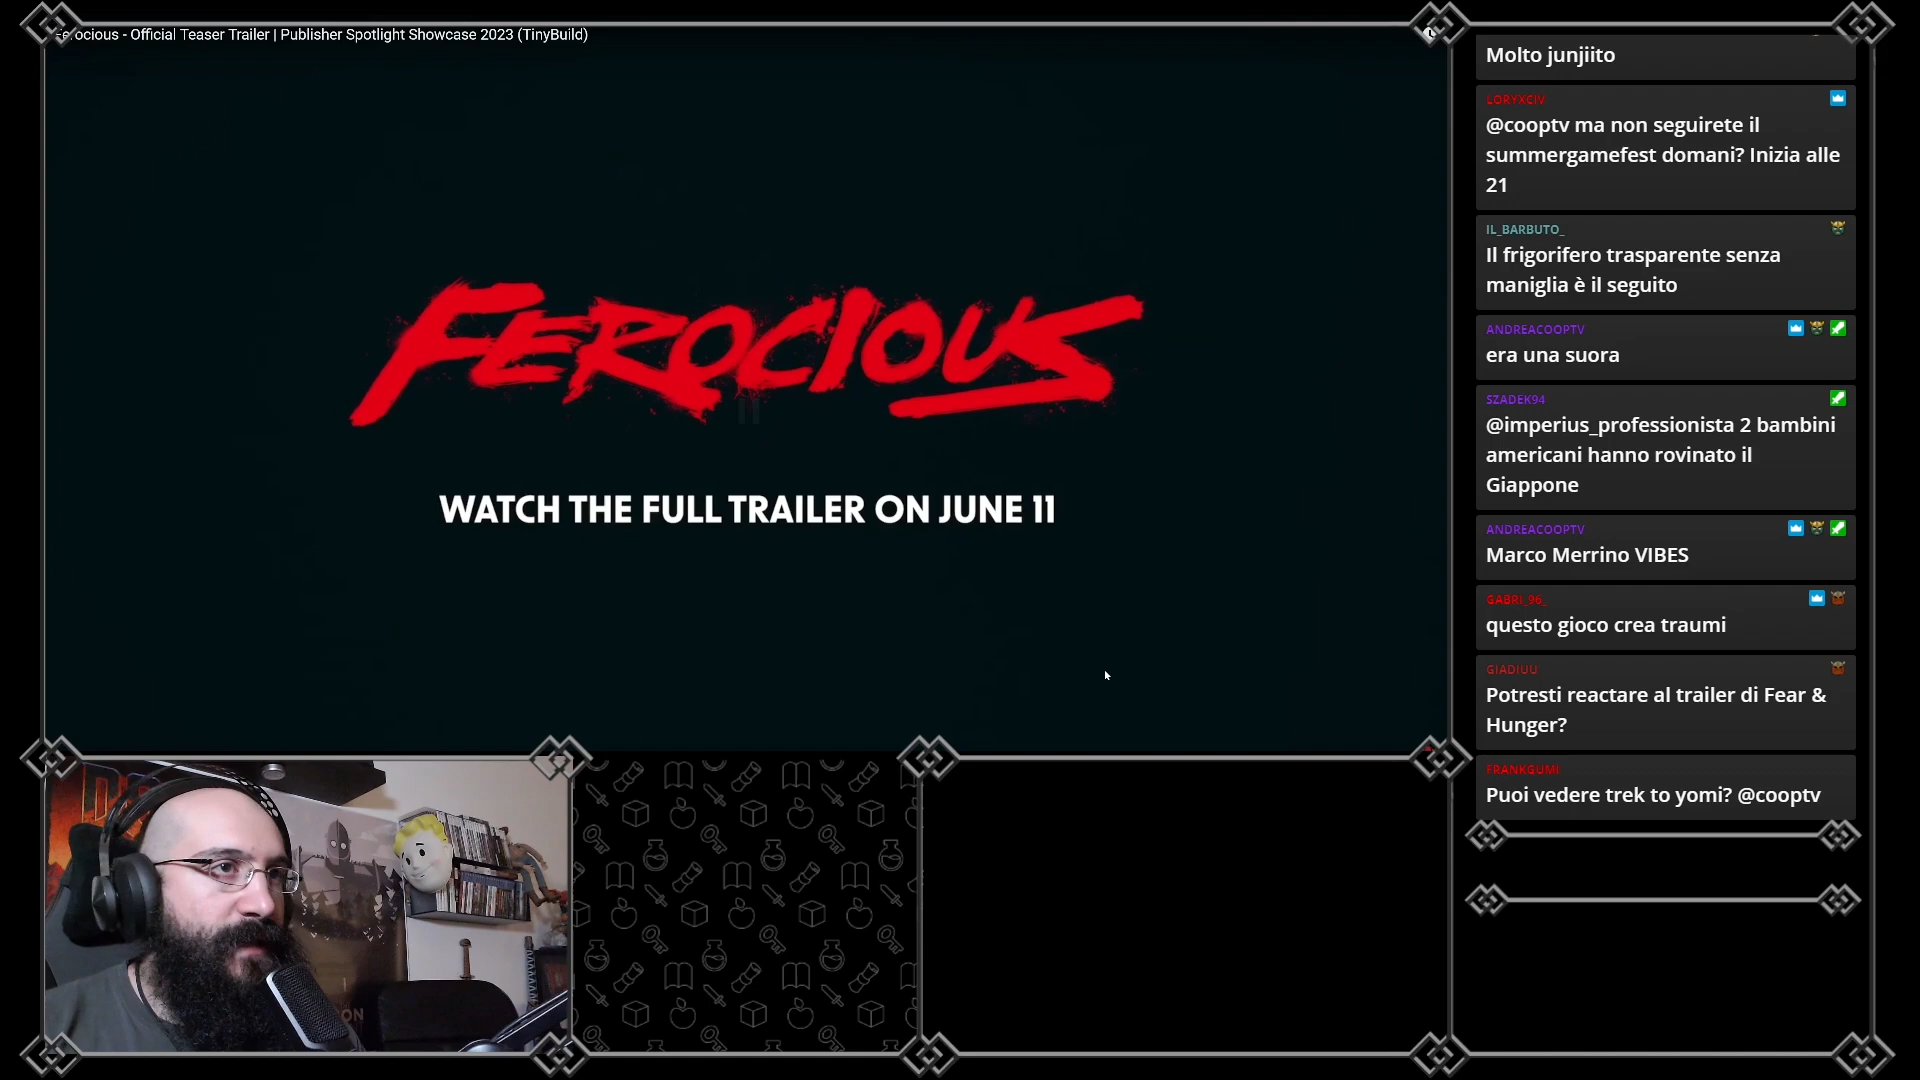 Ferocious - Official Teaser Trailer | Publisher Spotlight Showcase 2023 (TinyBuild)
FEROCIOUS
WATCH THE FULL TRAILER ON JUNE 11
Molto junjiito
LORYXCIV
@cooptv ma non seguirete il
summergamefest domani? Inizia alle
21
IL_BARBUTO_
Il frigorifero trasparente senza
maniglia è il seguito
ANDREACOOPTV
era una suora
SZADEK94
@imperius_professionista 2 bambini
americani hanno rovinato il
Giappone
ANDREACOOPTV
Marco Merrino VIBES
GABRI_96_
questo gioco crea traumi
GIADIUU
Potresti reactare al trailer di Fear &
Hunger?
FRANKGUMI
Puoi vedere trek to yomi? @cooptv